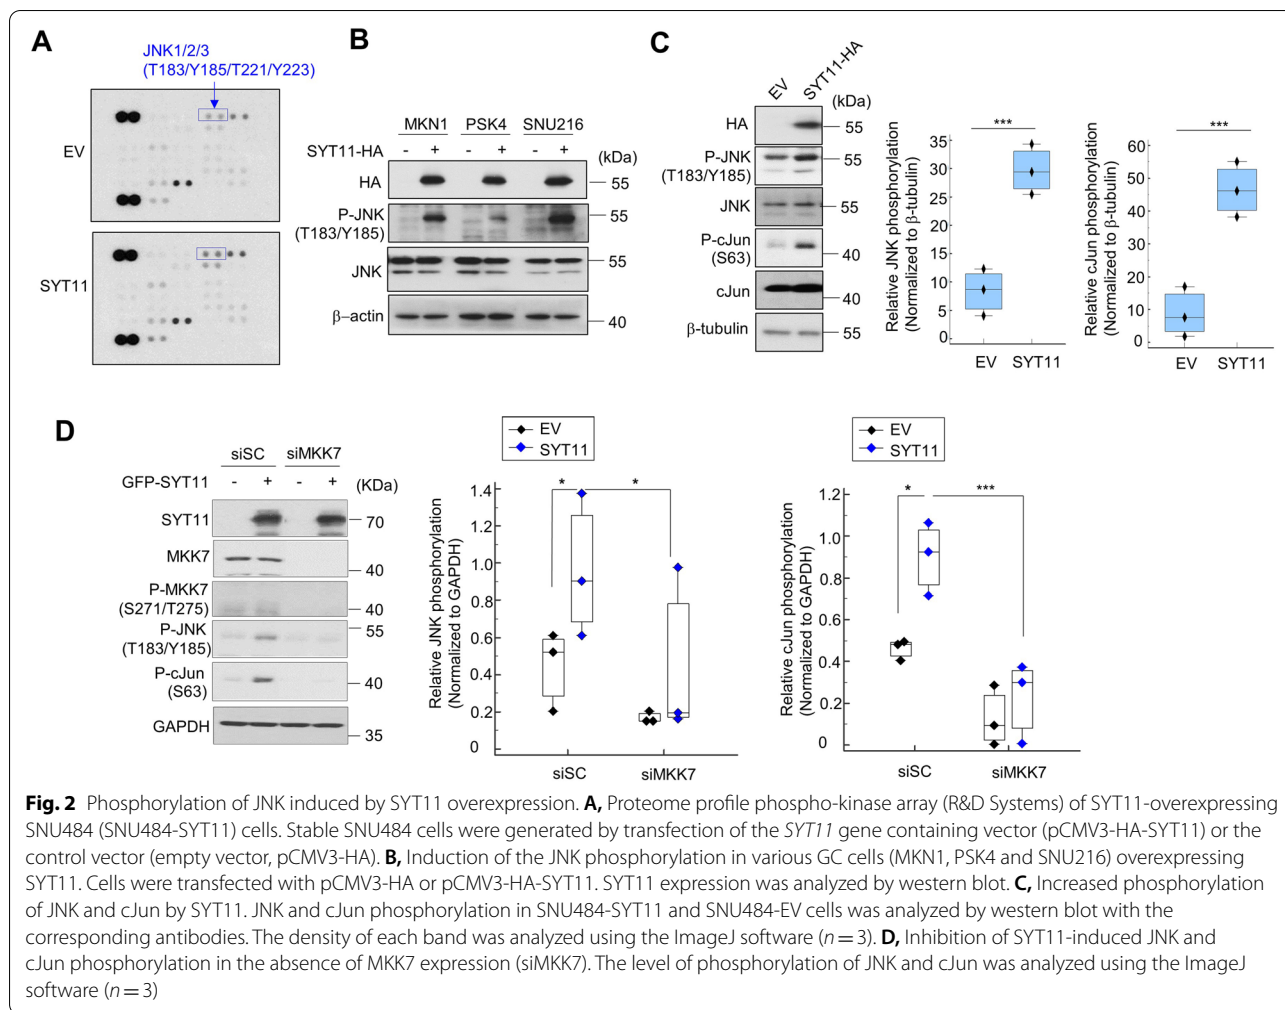 A
JNK1/2/3
(T183/Y185/T221/Y223)
EV
SYT11
B
MKN1 PSK4 SNU216
SYT11-HA - + - + - + (kDa)
HA 55
P-JNK 55
(T183/Y185)
JNK 55
β–actin 40
C
EV SYT11-HA
(kDa)
HA 55
P-JNK 55
(T183/Y185)
JNK 55
P-cJun
(S63) 40
cJun 40
β-tubulin 55
Relative JNK phosphorylation
(Normalized to β-tubulin)
***
35
30
25
20
15
10
5
0
EV SYT11
Relative cJun phosphorylation
(Normalized to β-tubulin)
***
60
50
40
30
20
10
0
EV SYT11
D
siSC siMKK7
GFP-SYT11 - + - + (KDa)
SYT11 70
MKK7 40
P-MKK7
(S271/T275) 40
P-JNK 55
(T183/Y185)
P-cJun 40
(S63)
GAPDH 35
EV
SYT11
Relative JNK phosphorylation
(Normalized to GAPDH)
* *
1.4
1.2
1.0
0.8
0.6
0.4
0.2
0
siSC siMKK7
EV
SYT11
Relative cJun phosphorylation
(Normalized to GAPDH)
* ***
1.2
1.0
0.8
0.6
0.4
0.2
0
siSC siMKK7
Fig. 2 Phosphorylation of JNK induced by SYT11 overexpression. A, Proteome profile phospho-kinase array (R&D Systems) of SYT11-overexpressing
SNU484 (SNU484-SYT11) cells. Stable SNU484 cells were generated by transfection of the SYT11 gene containing vector (pCMV3-HA-SYT11) or the
control vector (empty vector, pCMV3-HA). B, Induction of the JNK phosphorylation in various GC cells (MKN1, PSK4 and SNU216) overexpressing
SYT11. Cells were transfected with pCMV3-HA or pCMV3-HA-SYT11. SYT11 expression was analyzed by western blot. C, Increased phosphorylation
of JNK and cJun by SYT11. JNK and cJun phosphorylation in SNU484-SYT11 and SNU484-EV cells was analyzed by western blot with the
corresponding antibodies. The density of each band was analyzed using the ImageJ software (n = 3). D, Inhibition of SYT11-induced JNK and
cJun phosphorylation in the absence of MKK7 expression (siMKK7). The level of phosphorylation of JNK and cJun was analyzed using the ImageJ
software (n = 3)